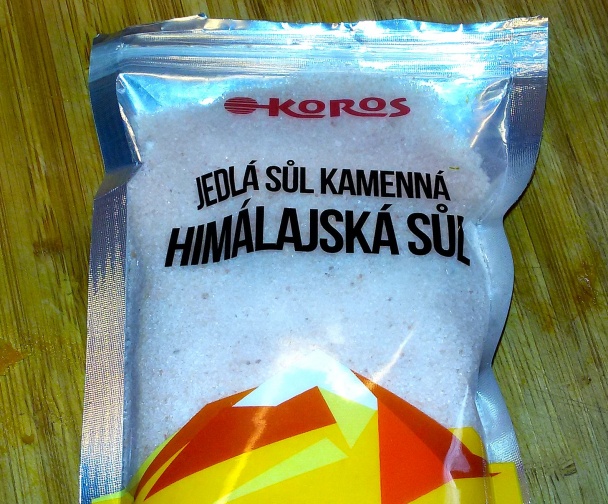 KOROS
JEDLÁ SŮL KAMENNÁ
HIMÁLAJSKÁ SŮL